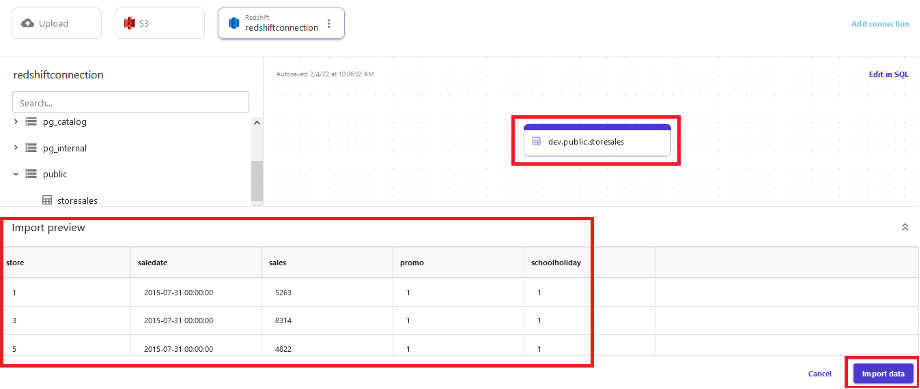 Upload
S3
Redshift
redshiftconnection
Add connection
redshiftconnection
Autosaved 2/4/22 at 10:06:02 AM
Edit in SQL
Search...
pg_catalog
pg_internal
public
storesales
dev.public.storesales
Import preview
store saledate sales promo schoolholiday
1 2015-07-31 00:00:00 5263 1 1
3 2015-07-31 00:00:00 8314 1 1
5 2015-07-31 00:00:00 4822 1 1
Cancel Import data